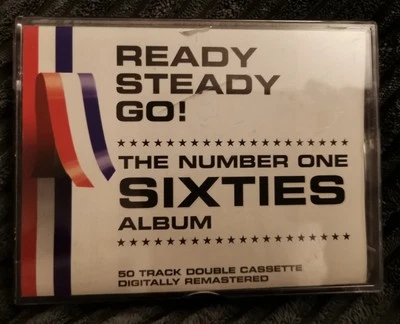 READY
STEADY
GO!
THE NUMBER ONE
SIXTIES
ALBUM
50 TRACK DOUBLE CASSETTE
DIGITALLY REMASTERED